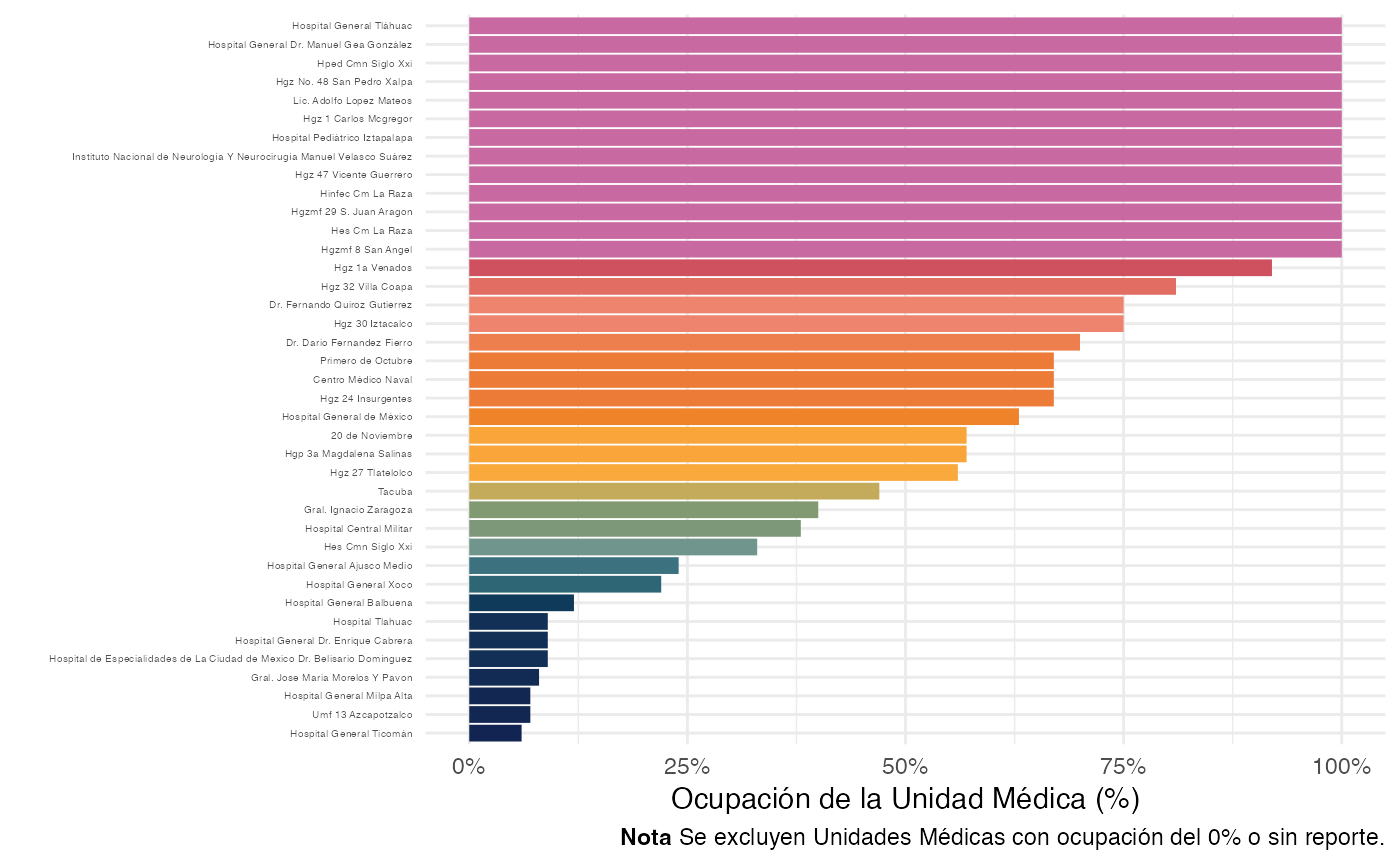 Hospital General Tláhuac
Hospital General Dr. Manuel Gea González
Hped Cmn Siglo Xxi
Hgz No. 48 San Pedro Xalpa
Lic. Adolfo Lopez Mateos
Hgz 1 Carlos Mcgregor
Hospital Pediátrico Iztapalapa
Instituto Nacional de Neurología Y Neurocirugía Manuel Velasco Suárez
Hgz 47 Vicente Guerrero
Hinfec Cm La Raza
Hgzmf 29 S. Juan Aragon
Hes Cm La Raza
Hgzmf 8 San Angel
Hgz 1a Venados
Hgz 32 Villa Coapa
Dr. Fernando Quiroz Gutierrez
Hgz 30 Iztacalco
Dr. Darío Fernandez Fierro
Primero de Octubre
Centro Médico Naval
Hgz 24 Insurgentes
Hospital General de México
20 de Noviembre
Hgp 3a Magdalena Salinas
Hgz 27 Tlatelolco
Tacuba
Gral. Ignacio Zaragoza
Hospital Central Militar
Hes Cmn Siglo Xxi
Hospital General Ajusco Medio
Hospital General Xoco
Hospital General Balbuena
Hospital Tlahuac
Hospital General Dr. Enrique Cabrera
Hospital de Especialidades de La Ciudad de Mexico Dr. Belisario Dominguez
Gral. Jose María Morelos Y Pavon
Hospital General Milpa Alta
Umf 13 Azcapotzalco
Hospital General Ticomán
0% 25% 50% 75% 100%
Ocupación de la Unidad Médica (%)
Nota Se excluyen Unidades Médicas con ocupación del 0% o sin reporte.